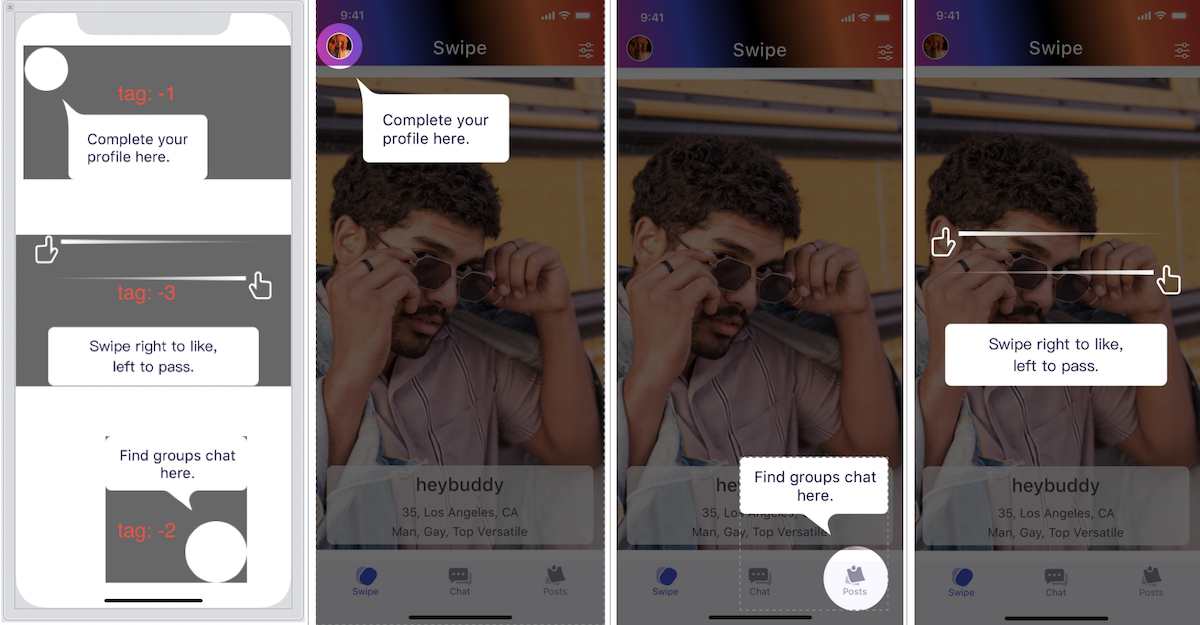 tag: -1
Complete your
profile here.
tag: -3
Swipe right to like,
left to pass.
Find groups chat
here.
tag: -2
9:41
Swipe
Complete your
profile here.
heybuddy
35, Los Angeles, CA
Man, Gay, Top Versatile
Swipe
Chat
Posts
9:41
Swipe
Find groups chat
here.
he
35, Los Angeles, CA
Man, Gay, Top Versatile
Swipe
Chat
Posts
9:41
Swipe
Swipe right to like,
left to pass.
heybuddy
35, Los Angeles, CA
Man, Gay, Top Versatile
Swipe
Chat
Posts